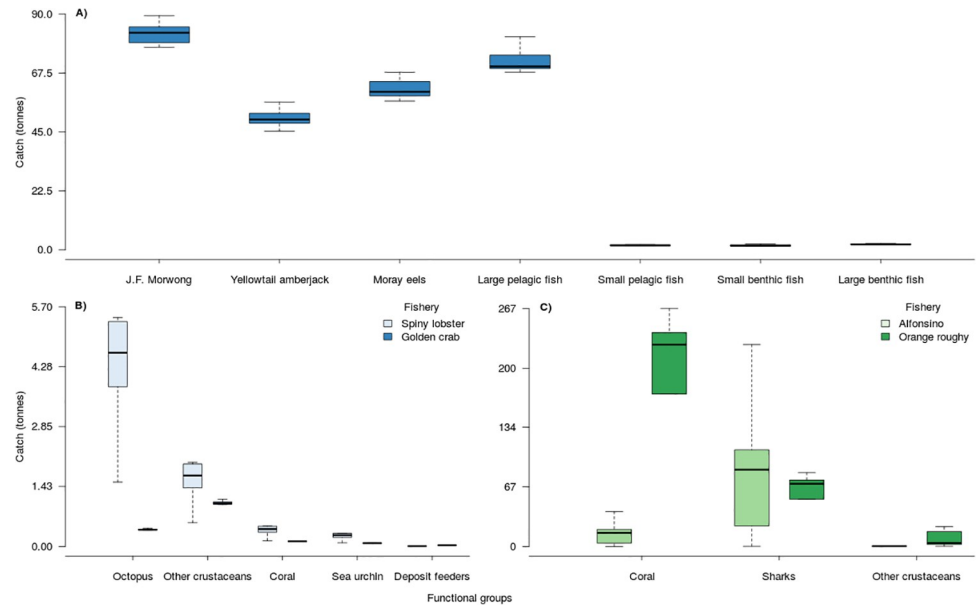 A)
90.0
67.5
45.0
22.5
0.0
Catch (tonnes)
J.F. Morwong Yellowtail amberjack Moray eels Large pelagic fish Small pelagic fish Small benthic fish Large benthic fish
B)
5.70
4.28
2.85
1.43
0.00
Catch (tonnes)
Fishery
Spiny lobster
Golden crab
Octopus Other crustaceans Coral Sea urchin Deposit feeders
C)
267
200
134
67
0
Fishery
Alfonsino
Orange roughy
Coral Sharks Other crustaceans
Functional groups